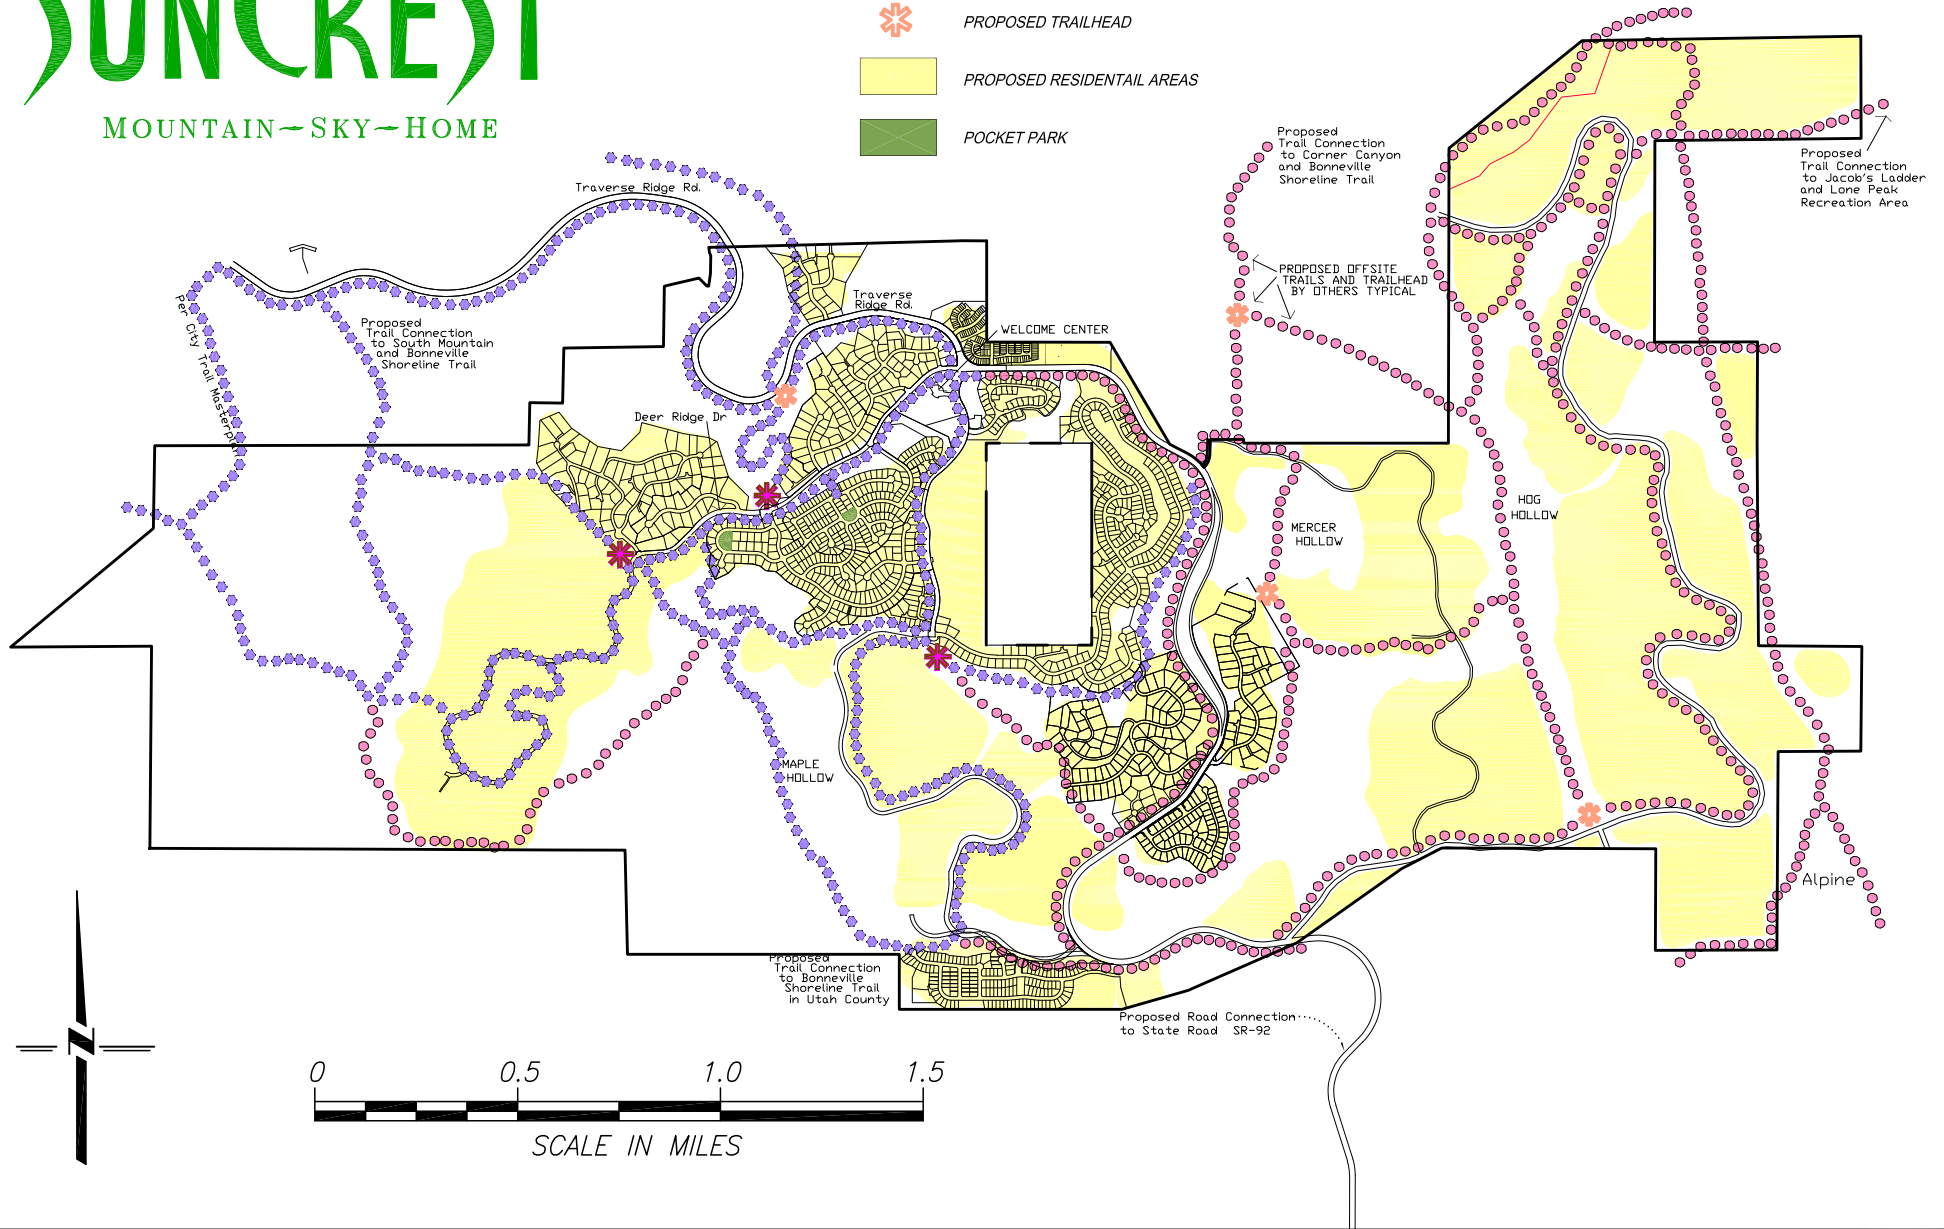 SUNCREST
MOUNTAIN~SKY~HOME
PROPOSED TRAILHEAD
PROPOSED RESIDENTAIL AREAS
POCKET PARK
Traverse Ridge Rd.
Proposed
Trail Connection
to Corner Canyon
and Bonneville
Shoreline Trail
Proposed
Trail Connection
to Jacob's Ladder
and Lone Peak
Recreation Area
PROPOSED OFFSITE
TRAILS AND TRAILHEAD
BY OTHERS TYPICAL
Traverse
Ridge Rd.
WELCOME CENTER
Per City Trail Masterplan
Proposed
Trail Connection
to South Mountain
and Bonneville
Shoreline Trail
Deer Ridge Dr
HOG
HOLLOW
MERCER
HOLLOW
MAPLE
HOLLOW
Alpine
Proposed
Trail Connection
to Bonneville
Shoreline Trail
in Utah County
Proposed Road Connection
to State Road SR-92
N
0 0.5 1.0 1.5
SCALE IN MILES